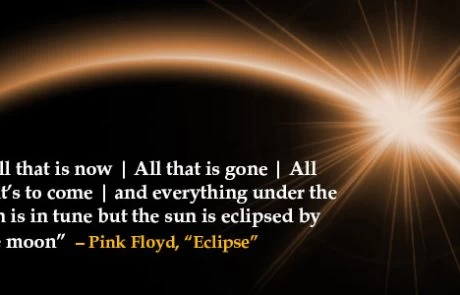 ll that is now | All that is gone | All
t’s to come | and everything under the
n is in tune but the sun is eclipsed by
e moon” – Pink Floyd, “Eclipse”